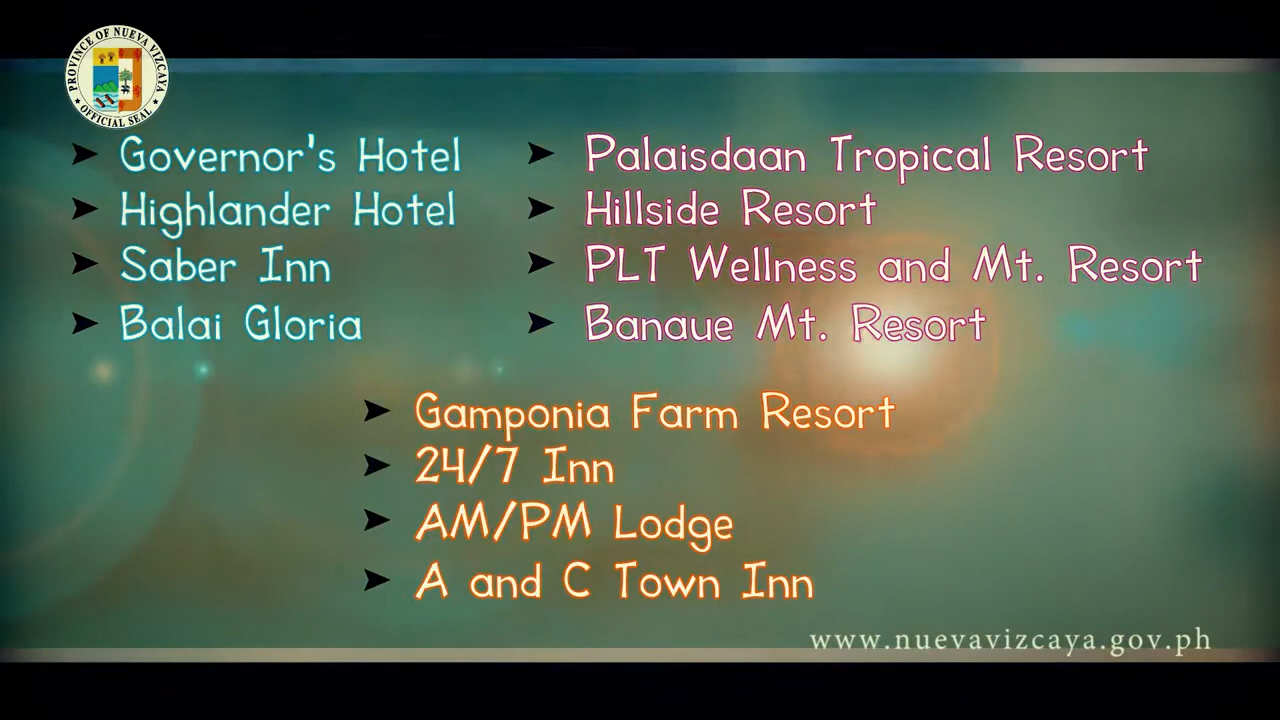 PROVINCE OF NUEVA VIZCAYA
OFFICIAL SEAL
Governor's Hotel
Highlander Hotel
Saber Inn
Balai Gloria
Palaisdaan Tropical Resort
Hillside Resort
PLT Wellness and Mt. Resort
Banaue Mt. Resort
Gamponia Farm Resort
24/7 Inn
AM/PM Lodge
A and C Town Inn
www.nuevavizcaya.gov.ph